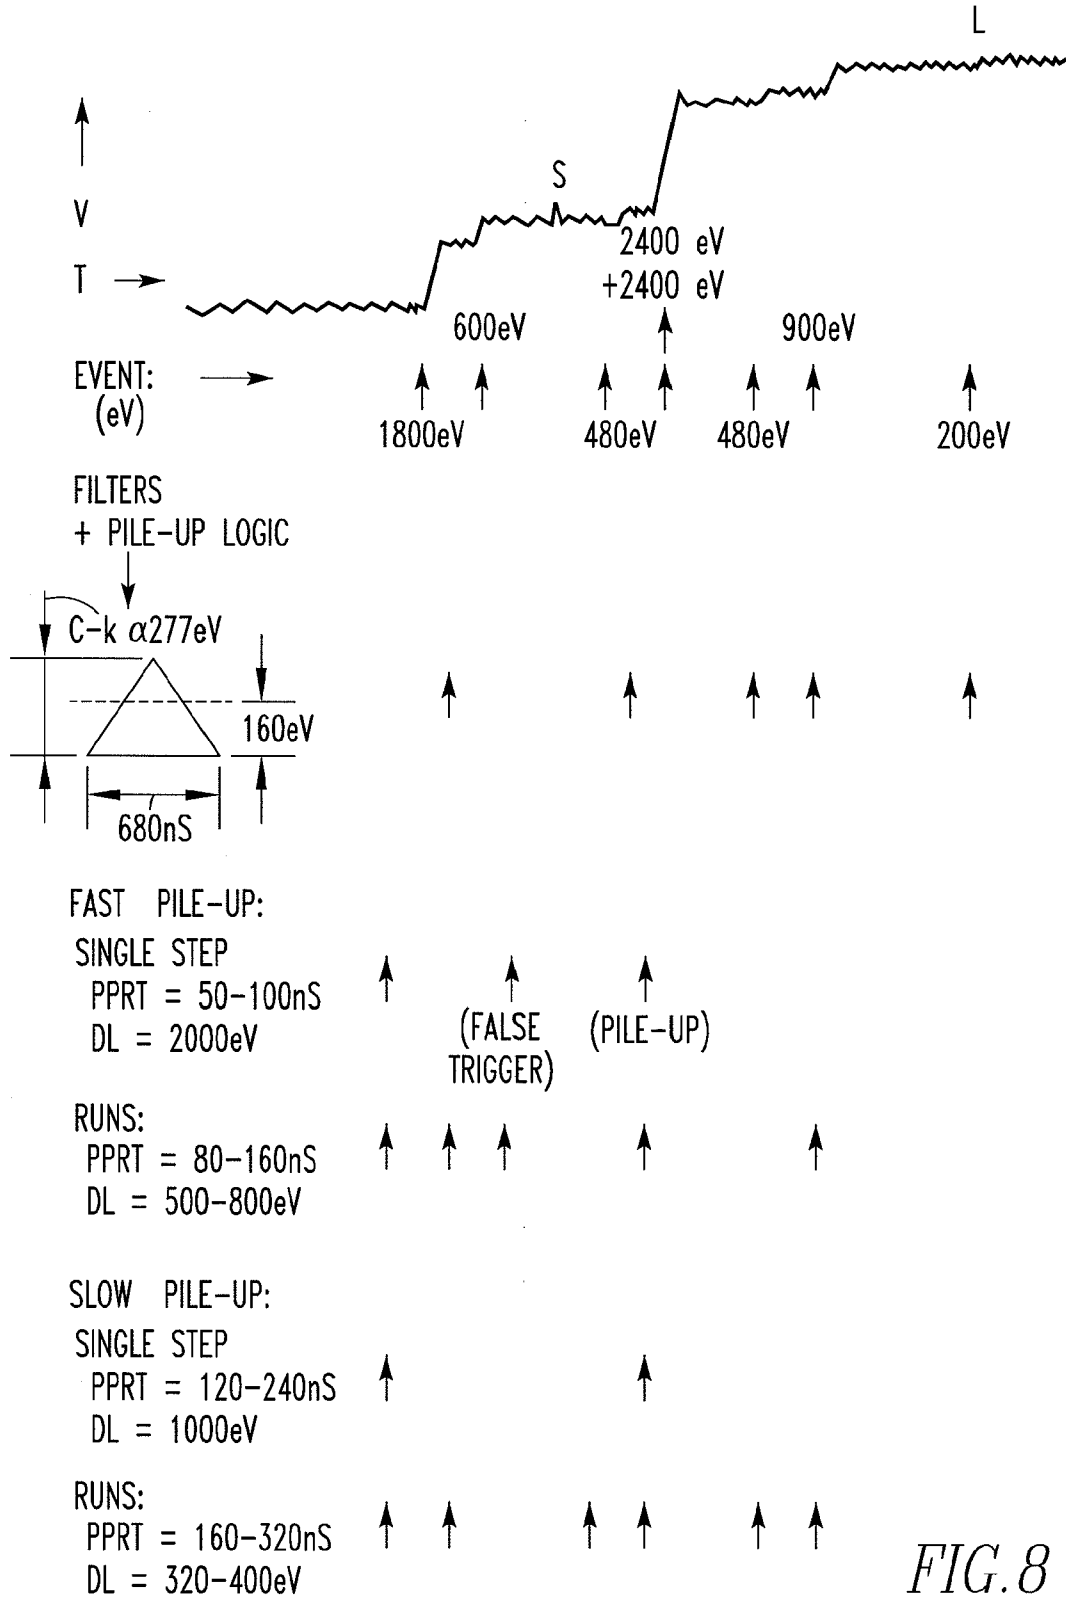 L
S
V
T
2400 eV
+2400 eV
600eV
900eV
EVENT:
(eV)
1800eV
480eV
480eV
200eV
FILTERS
+ PILE-UP LOGIC
C-k α277eV
160eV
680nS
FAST PILE-UP:
SINGLE STEP
PPRT = 50-100nS
DL = 2000eV
(FALSE
TRIGGER)
(PILE-UP)
RUNS:
PPRT = 80-160nS
DL = 500-800eV
SLOW PILE-UP:
SINGLE STEP
PPRT = 120-240nS
DL = 1000eV
RUNS:
PPRT = 160-320nS
DL = 320-400eV
FIG.8